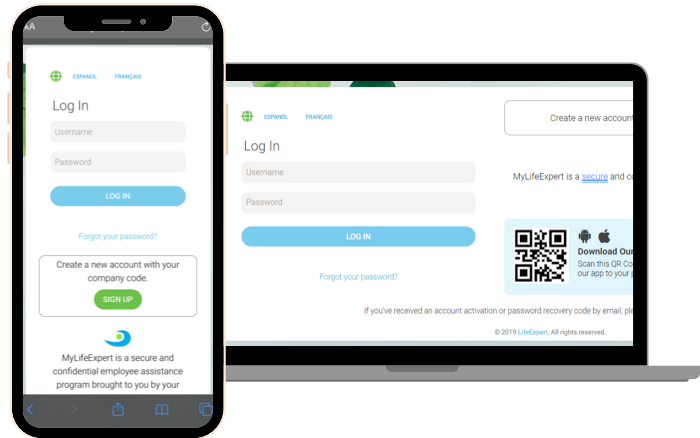 AA
ESPAÑOL FRANÇAIS
Log In
Username
Password
LOG IN
Forgot your password?
Create a new account with your
company code.
SIGN UP
MyLifeExpert is a secure and
confidential employee assistance
program brought to you by your
ESPAÑOL FRANÇAIS
Log In
Username
Password
LOG IN
Forgot your password?
Create a new account
MyLifeExpert is a secure and
Download Our
Scan this QR
our app to your
If you've received an account activation or password recovery code by email,
© 2019 LifeExpert, All rights reserved.